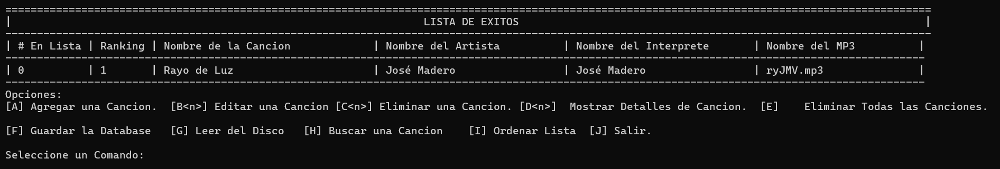 ==================================================================================================================================================
|                                                                 LISTA DE EXITOS                                                                |
--------------------------------------------------------------------------------------------------------------------------------------------------
| # En Lista | Ranking | Nombre de la Cancion             | Nombre del Artista          | Nombre del Interprete       | Nombre del MP3          |
-------------------------------------------------------------------------------------------------------------------------------------------------
| 0          | 1       | Rayo de Luz                      | José Madero                 | José Madero                 | ryJMV.mp3               |
-------------------------------------------------------------------------------------------------------------------------------------------------
Opciones:
[A] Agregar una Cancion.  [B<n>] Editar una Cancion [C<n>] Eliminar una Cancion. [D<n>]  Mostrar Detalles de Cancion.  [E]    Eliminar Todas las Canciones.
[F] Guardar la Database   [G] Leer del Disco   [H] Buscar una Cancion    [I] Ordenar Lista  [J] Salir.
Seleccione un Comando: